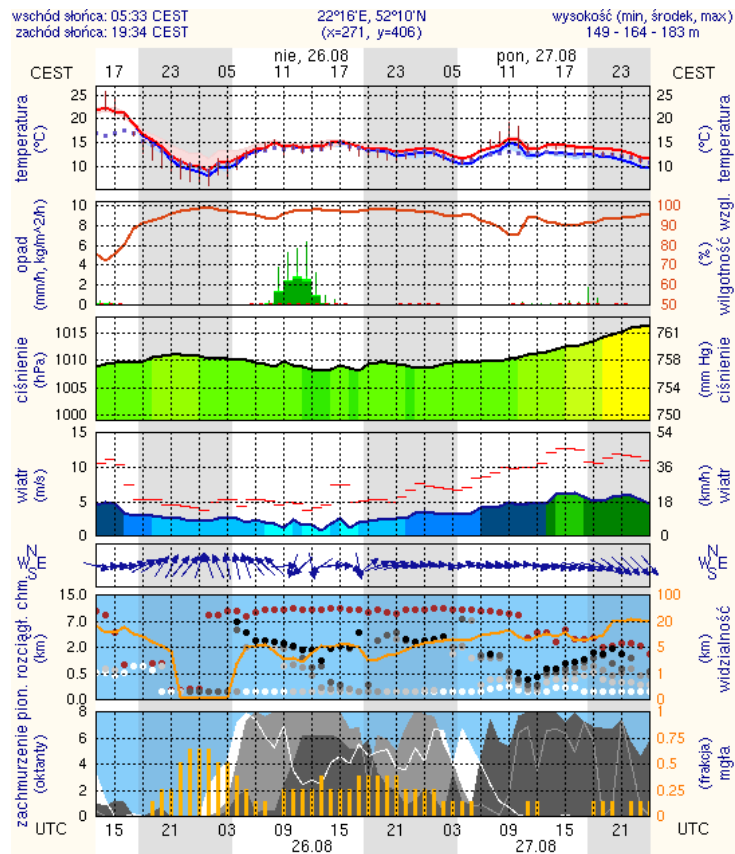 wschód słońca: 05:33 CEST 22°16'E, 52°10'N wysokość (min, środek, max)
zachód słońca: 19:34 CEST (x=271, y=406) 149 - 164 - 183 m
nie, 26.08 pon, 27.08
CEST 17 23 05 11 17 23 05 11 17 23 CEST
temperatura
(°C)
25
20
15
10
25
20
15
10
(°C)
temperatura
opad
(mm/h, kg/m^2/h)
10
8
6
4
2
0
100
90
80
70
60
50
(%)
wilgotność wzgl.
ciśnienie
(hPa)
1015
1010
1005
1000
761
758
754
750
(mm Hg)
ciśnienie
wiatr
(m/s)
15
10
5
0
54
36
18
0
(km/h)
wiatr
N
W E
S
N
W E
S
pion. rozciągł. chm.
(km)
15.0
7.0
2.0
0.5
0.0
100
20
5
1
0
(km)
widzialność
zachmurzenie
(oktanty)
8
6
4
2
0
1
0.75
0.5
0.25
0
(frakcja)
mgła
UTC 15 21 03 09 15 21 03 09 15 21 UTC
26.08 27.08